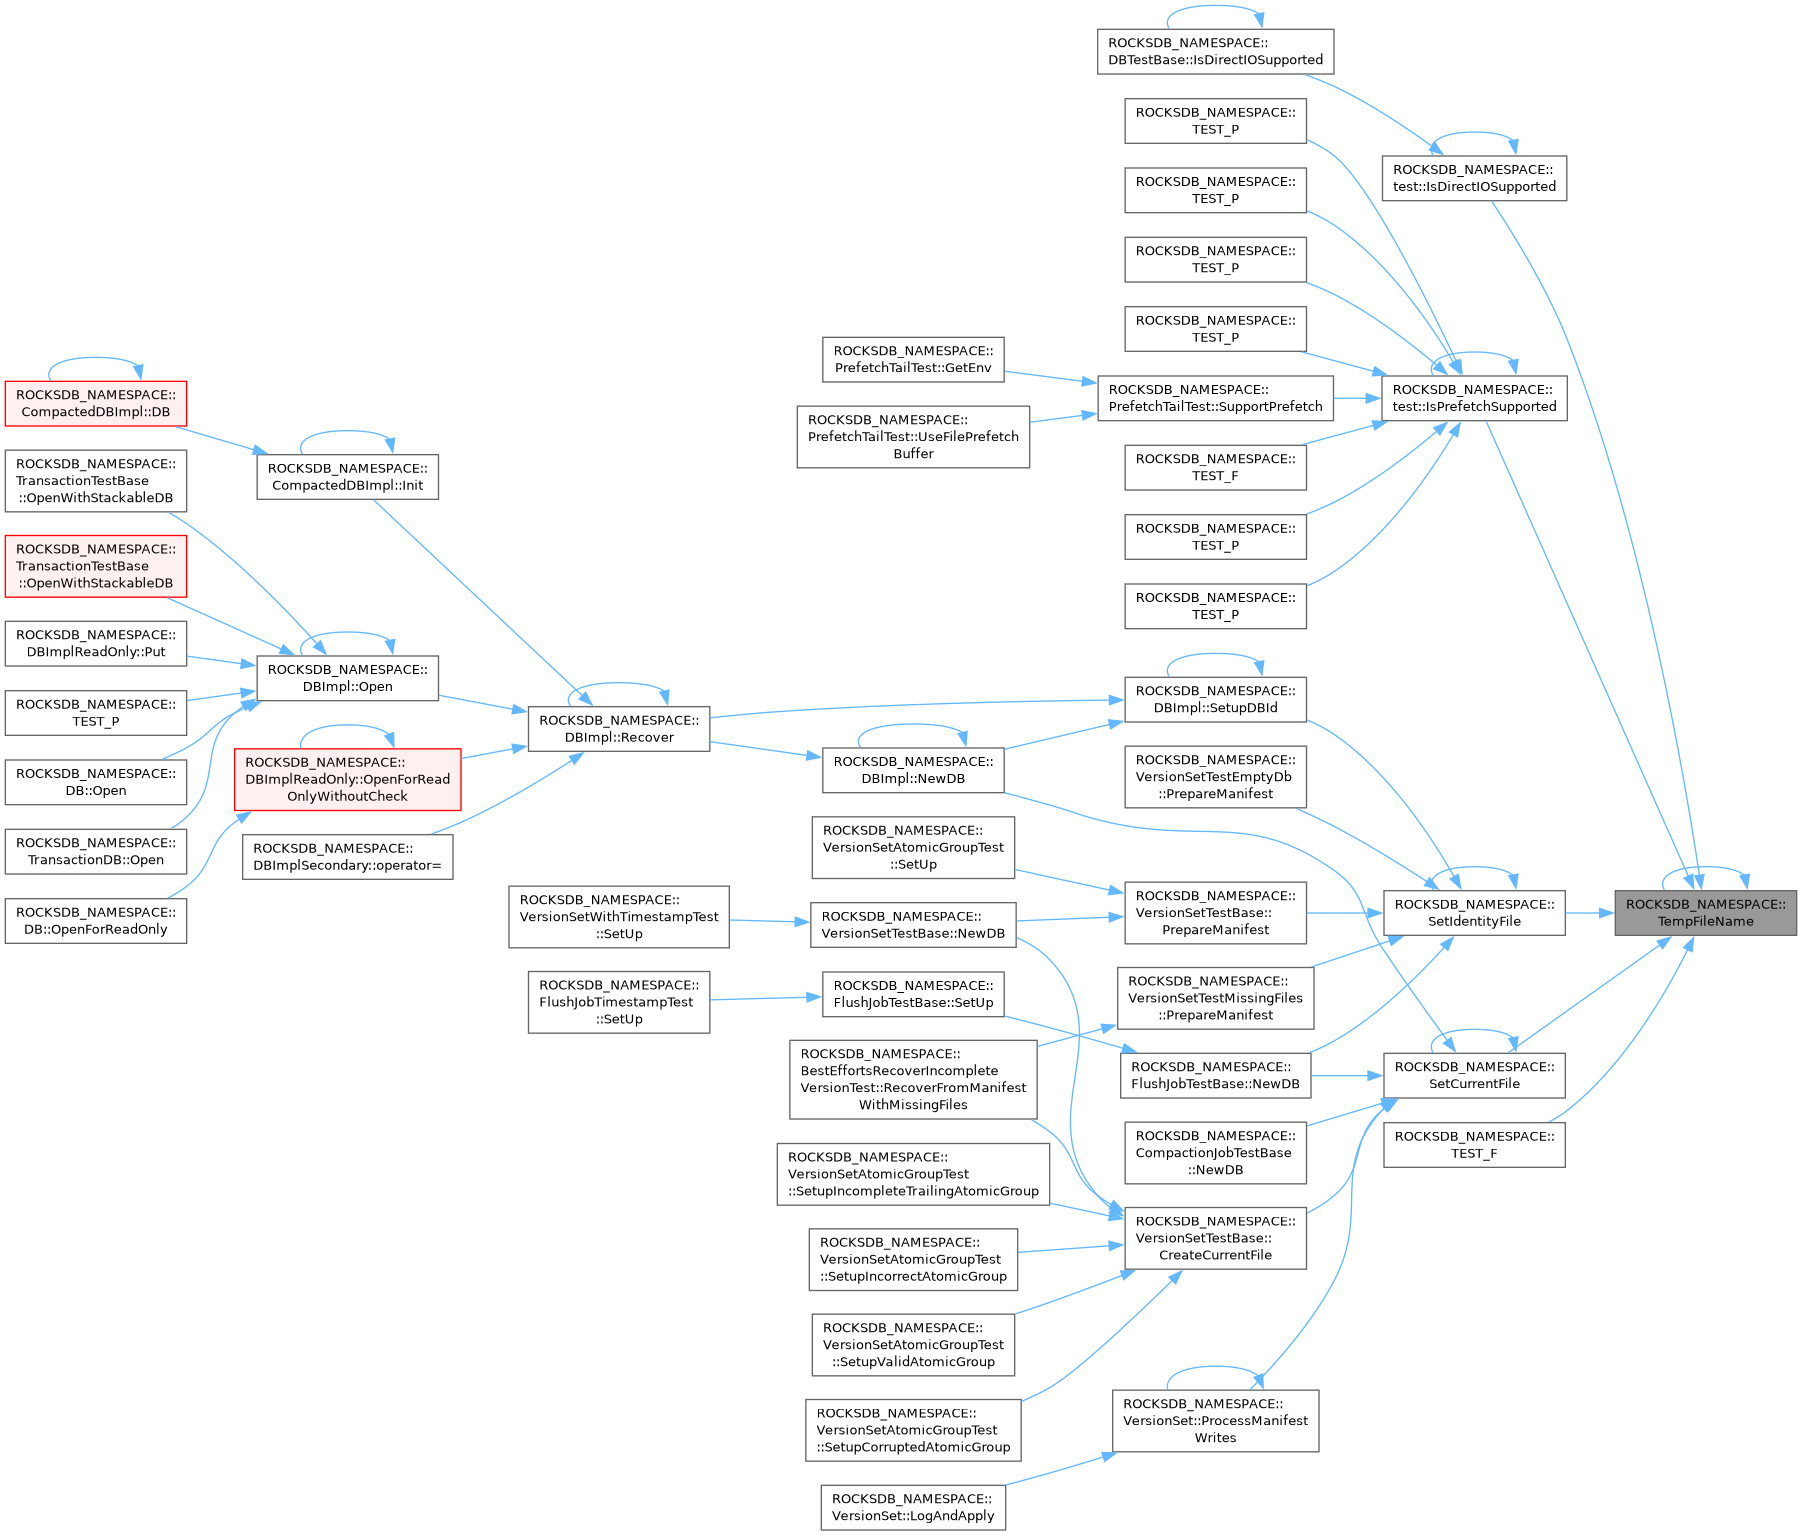 ROCKSDB_NAMESPACE::
DBTestBase::IsDirectIOSupported
ROCKSDB_NAMESPACE::
TEST_P
ROCKSDB_NAMESPACE::
test::IsDirectIOSupported
ROCKSDB_NAMESPACE::
TEST_P
ROCKSDB_NAMESPACE::
TEST_P
ROCKSDB_NAMESPACE::
TEST_P
ROCKSDB_NAMESPACE::
PrefetchTailTest::GetEnv
ROCKSDB_NAMESPACE::
PrefetchTailTest::SupportPrefetch
ROCKSDB_NAMESPACE::
test::IsPrefetchSupported
ROCKSDB_NAMESPACE::
CompactedDBImpl::DB
ROCKSDB_NAMESPACE::
PrefetchTailTest::UseFilePrefetch
Buffer
ROCKSDB_NAMESPACE::
TEST_F
ROCKSDB_NAMESPACE::
TransactionTestBase
::OpenWithStackableDB
ROCKSDB_NAMESPACE::
CompactedDBImpl::Init
ROCKSDB_NAMESPACE::
TEST_P
ROCKSDB_NAMESPACE::
TransactionTestBase
::OpenWithStackableDB
ROCKSDB_NAMESPACE::
TEST_P
ROCKSDB_NAMESPACE::
DBImplReadOnly::Put
ROCKSDB_NAMESPACE::
DBImpl::Open
ROCKSDB_NAMESPACE::
DBImpl::SetupDBId
ROCKSDB_NAMESPACE::
TEST_P
ROCKSDB_NAMESPACE::
DBImpl::Recover
ROCKSDB_NAMESPACE::
DB::Open
ROCKSDB_NAMESPACE::
DBImplReadOnly::OpenForRead
OnlyWithoutCheck
ROCKSDB_NAMESPACE::
DBImpl::NewDB
ROCKSDB_NAMESPACE::
VersionSetTestEmptyDb
::PrepareManifest
ROCKSDB_NAMESPACE::
TransactionDB::Open
ROCKSDB_NAMESPACE::
DBImplSecondary::operator=
ROCKSDB_NAMESPACE::
VersionSetAtomicGroupTest
::SetUp
ROCKSDB_NAMESPACE::
DB::OpenForReadOnly
ROCKSDB_NAMESPACE::
VersionSetWithTimestampTest
::SetUp
ROCKSDB_NAMESPACE::
VersionSetTestBase::NewDB
ROCKSDB_NAMESPACE::
VersionSetTestBase::
PrepareManifest
ROCKSDB_NAMESPACE::
SetIdentityFile
ROCKSDB_NAMESPACE::
TempFileName
ROCKSDB_NAMESPACE::
FlushJobTimestampTest
::SetUp
ROCKSDB_NAMESPACE::
FlushJobTestBase::SetUp
ROCKSDB_NAMESPACE::
VersionSetTestMissingFiles
::PrepareManifest
ROCKSDB_NAMESPACE::
BestEffortsRecoverIncomplete
VersionTest::RecoverFromManifest
WithMissingFiles
ROCKSDB_NAMESPACE::
FlushJobTestBase::NewDB
ROCKSDB_NAMESPACE::
SetCurrentFile
ROCKSDB_NAMESPACE::
CompactionJobTestBase
::NewDB
ROCKSDB_NAMESPACE::
TEST_F
ROCKSDB_NAMESPACE::
VersionSetAtomicGroupTest
::SetupIncompleteTrailingAtomicGroup
ROCKSDB_NAMESPACE::
VersionSetTestBase::
CreateCurrentFile
ROCKSDB_NAMESPACE::
VersionSetAtomicGroupTest
::SetupIncorrectAtomicGroup
ROCKSDB_NAMESPACE::
VersionSetAtomicGroupTest
::SetupValidAtomicGroup
ROCKSDB_NAMESPACE::
VersionSetAtomicGroupTest
::SetupCorruptedAtomicGroup
ROCKSDB_NAMESPACE::
VersionSet::ProcessManifest
Writes
ROCKSDB_NAMESPACE::
VersionSet::LogAndApply